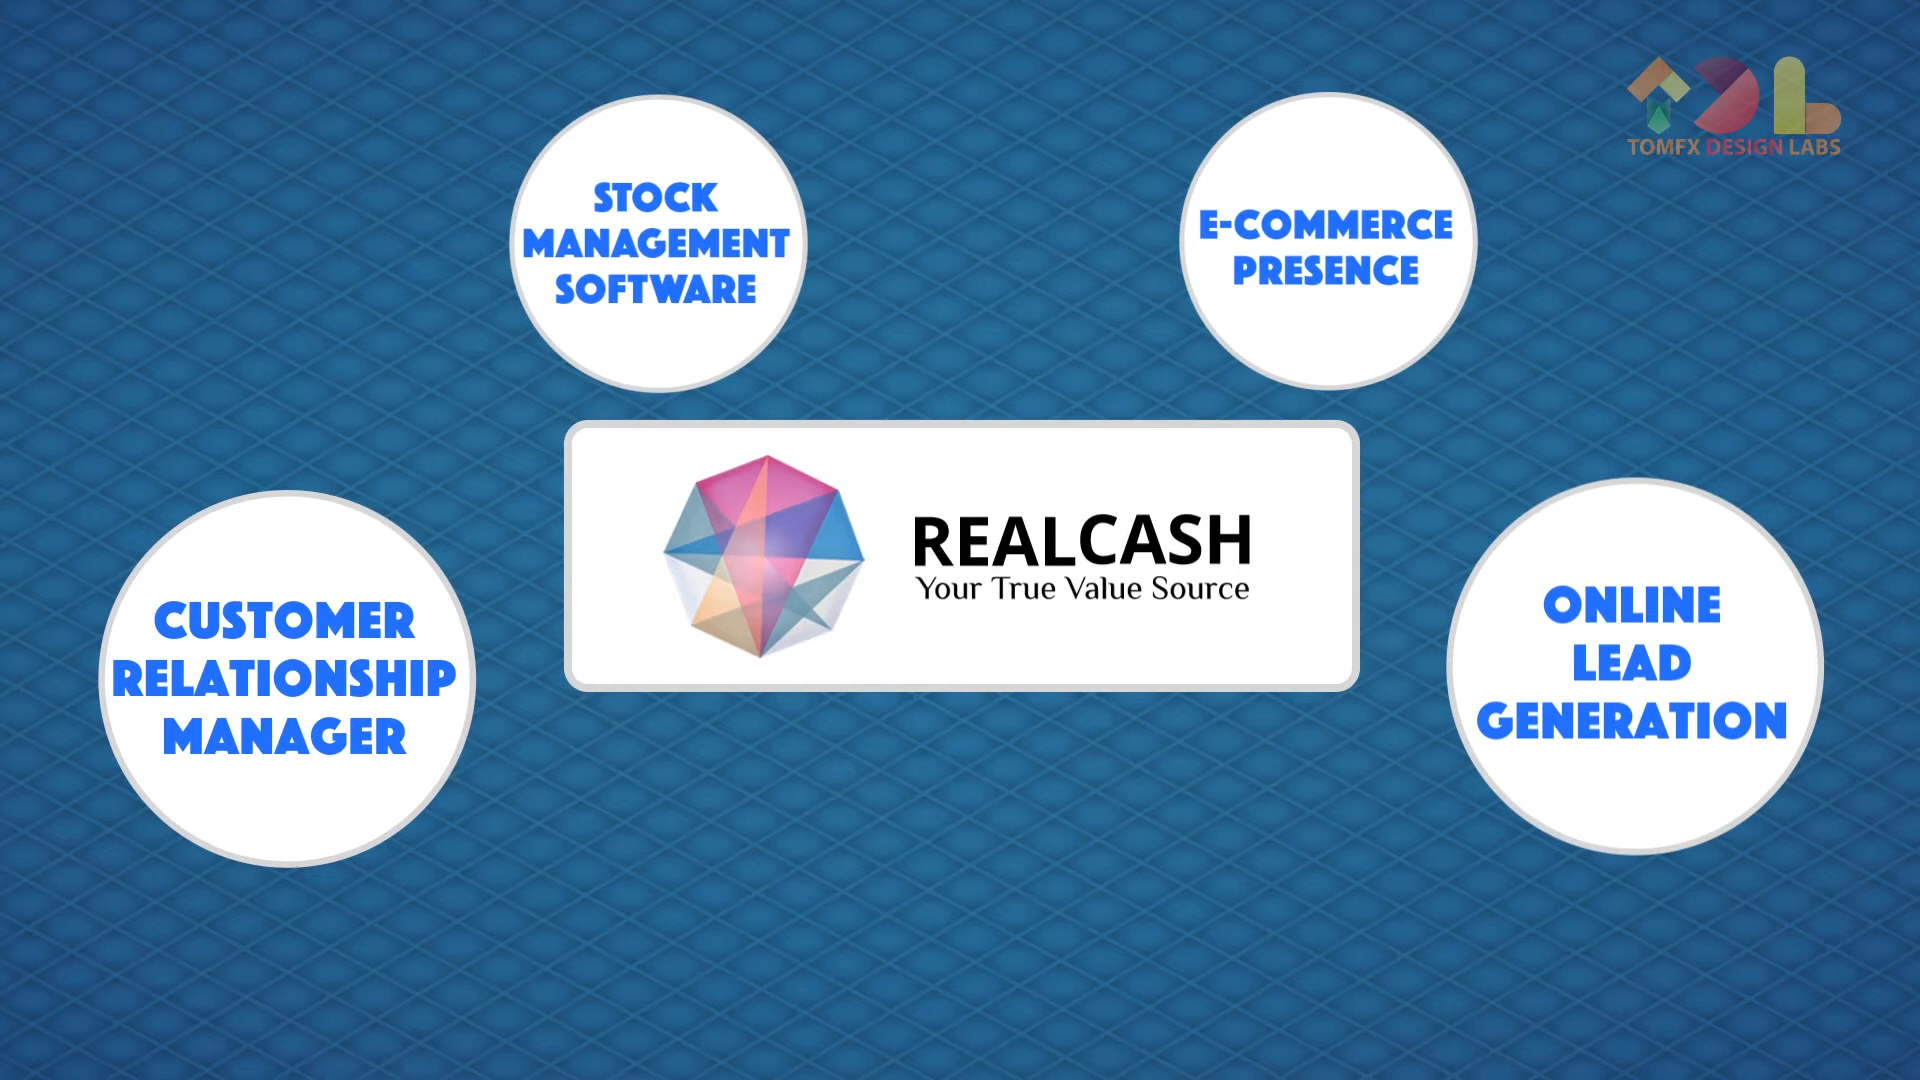 TOMFX DESIGN LABS
STOCK
MANAGEMENT
SOFTWARE
E-COMMERCE
PRESENCE
REALCASH
Your True Value Source
CUSTOMER
RELATIONSHIP
MANAGER
ONLINE
LEAD
GENERATION